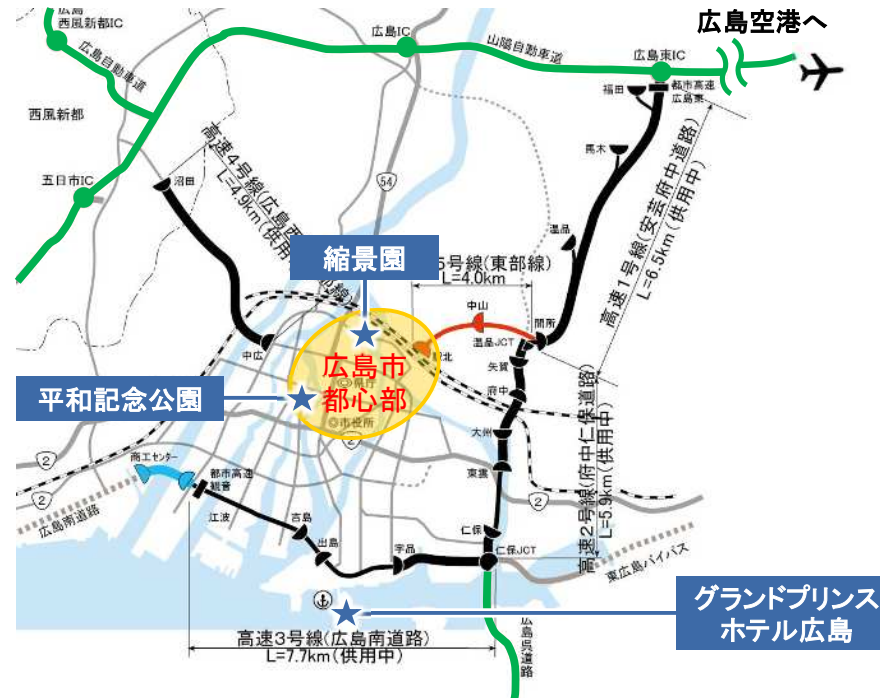 広島
西風新都IC
広島自動車道
広島IC
山陽自動車道
広島東IC
広島空港へ
都市高速
広島東
福田
馬木
温品
西風新都
五日市IC
沼田
54
高速4号線(広島西
L=4.9km(供用
部線)
高速1号線(安芸府中道路)
L=6.5km(供用中)
縮景園
5号線(東部線)
L=4.0km
中山
間所
温品JCT
駅北
矢賀
府中
中広
広島市
都心部
◎県庁
◎市役所
平和記念公園
大州
東雲
高速2号線(府中仁保道路)
L=5.9km(供用中)
2
2
2
2
商工センター
都市高速
観音
広島南道路
江波
吉島
出島
宇品
仁保
仁保JCT
東広島バイパス
グランドプリンス
ホテル広島
高速3号線(広島南道路)
L=7.7km(供用中)
広島呉道路